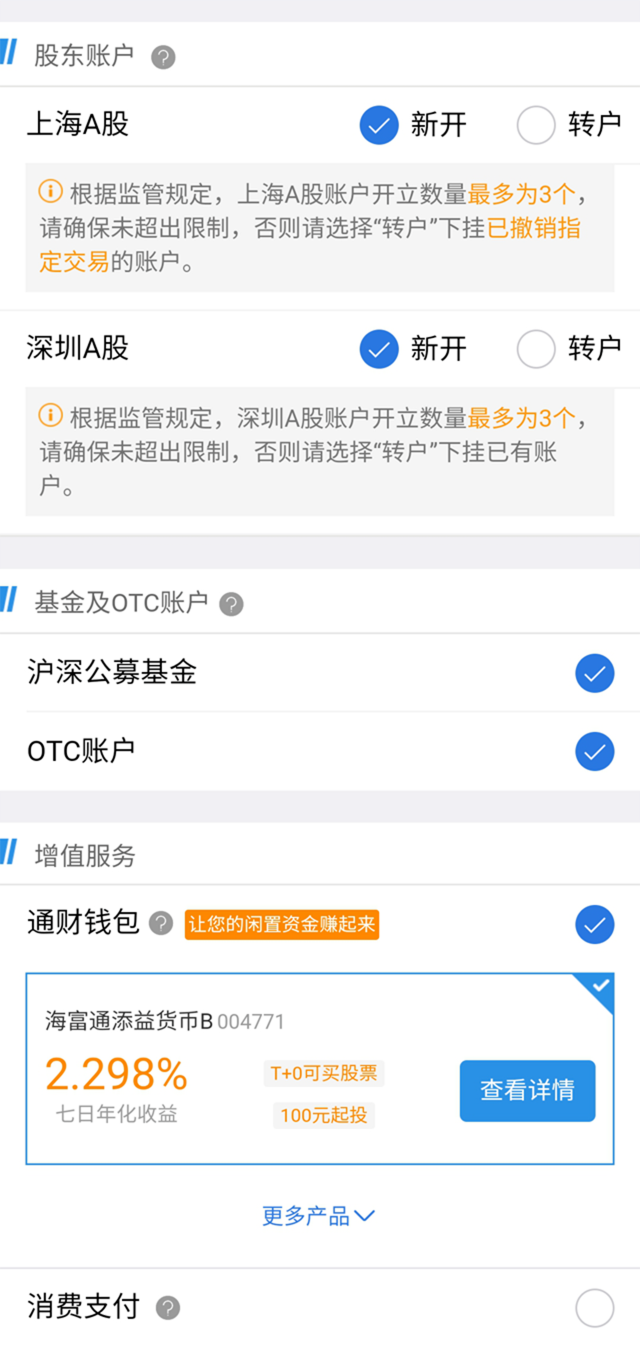 股东账户 ?
上海A股 新开 转户
根据监管规定，上海A股账户开立数量最多为3个，
请确保未超出限制，否则请选择“转户”下挂已撤销指
定交易的账户。
深圳A股 新开 转户
根据监管规定，深圳A股账户开立数量最多为3个，
请确保未超出限制，否则请选择“转户”下挂已有账
户。
基金及OTC账户 ?
沪深公募基金
OTC账户
增值服务
通财钱包 ? 让您的闲置资金赚起来
海富通添益货币B 004771
2.298% T+0可买股票 查看详情
七日年化收益 100元起投
更多产品
消费支付 ?